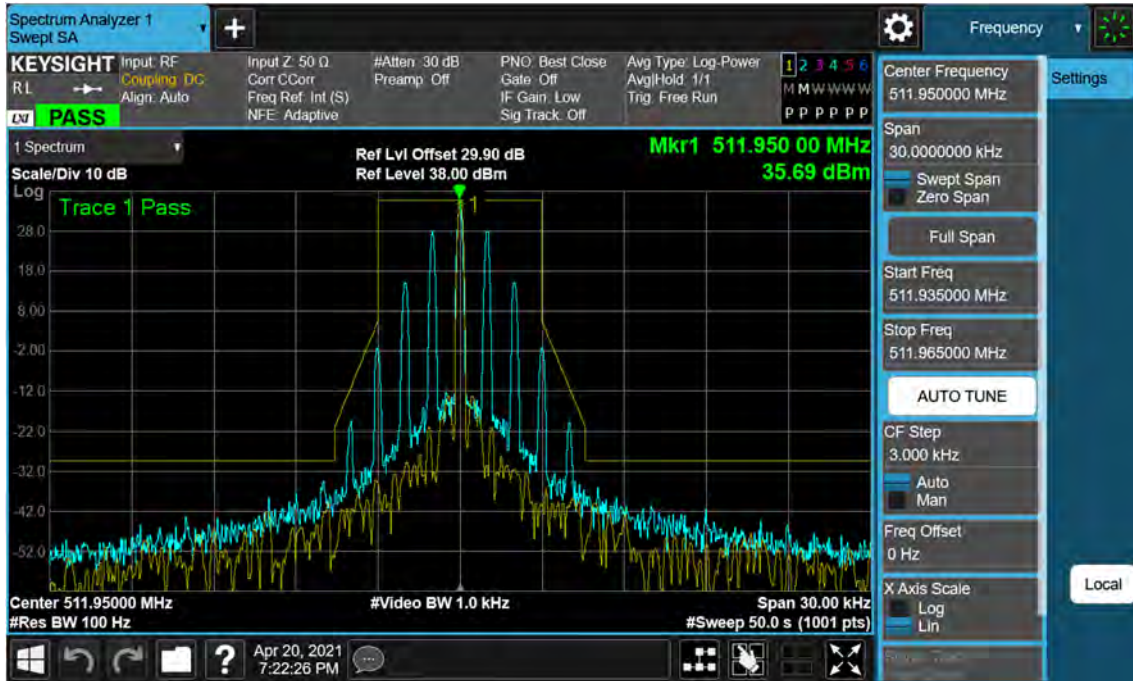 Spectrum Analyzer 1
Swept SA
Frequency
KEYSIGHT
RL
LXI PASS
Input: RF
Coupling: DC
Align: Auto
Input Z: 50 Ω
Corr CCorr
Freq Ref: Int (S)
NFE: Adaptive
#Atten: 30 dB
Preamp: Off
PNO: Best Close
Gate: Off
IF Gain: Low
Sig Track: Off
Avg Type: Log-Power
Avg|Hold: 1/1
Trig: Free Run
1 2 3 4 5 6
M M W W W W
P P P P P P
1 Spectrum
Scale/Div 10 dB
Ref Lvl Offset 29.90 dB
Ref Level 38.00 dBm
Mkr1 511.950 00 MHz
35.69 dBm
Log
Trace 1 Pass
1
28.0
18.0
8.00
-2.00
-12.0
-22.0
-32.0
-42.0
-52.0
Center 511.95000 MHz
#Res BW 100 Hz
#Video BW 1.0 kHz
Span 30.00 kHz
#Sweep 50.0 s (1001 pts)
Apr 20, 2021
7:22:26 PM
Center Frequency
511.950000 MHz
Span
30.0000000 kHz
Swept Span
Zero Span
Full Span
Start Freq
511.935000 MHz
Stop Freq
511.965000 MHz
AUTO TUNE
CF Step
3.000 kHz
Auto
Man
Freq Offset
0 Hz
X Axis Scale
Log
Lin
Settings
Local